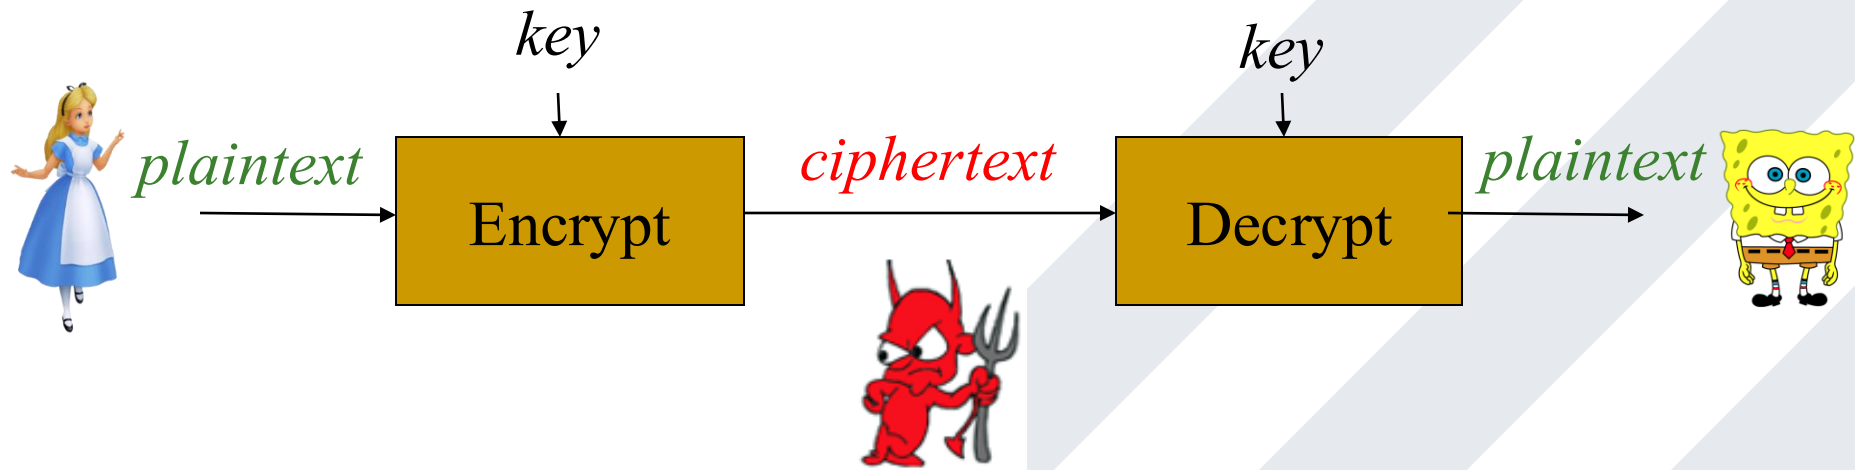 key
key
plaintext
Encrypt
ciphertext
Decrypt
plaintext